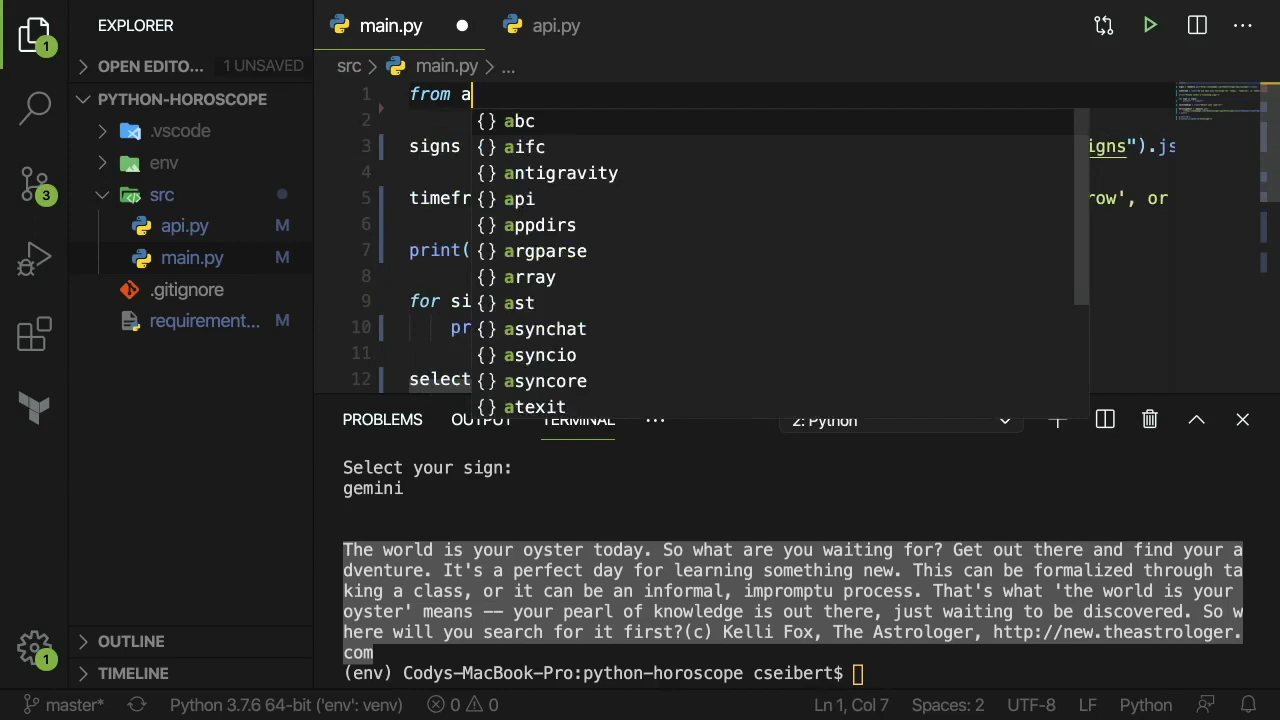 EXPLORER
main.py
api.py
OPEN EDITO...
1 UNSAVED
src
main.py
...
PYTHON-HOROSCOPE
.vscode
env
src
api.py
M
main.py
M
.gitignore
requirement...
M
1
from a
2
3
signs
igns").js
4
5
timefr
row', or
6
7
print(
8
9
for si
10
pr
11
12
select
{} abc
{} aifc
{} antigravity
{} api
{} appdirs
{} argparse
{} array
{} ast
{} asynchat
{} asyncio
{} asyncore
{} atexit
PROBLEMS
OUTPUT
TERMINAL
...
2: Python
Select your sign:
gemini
The world is your oyster today. So what are you waiting for? Get out there and find your a
dventure. It's a perfect day for learning something new. This can be formalized through ta
king a class, or it can be an informal, impromptu process. That's what 'the world is your
oyster' means -- your pearl of knowledge is out there, just waiting to be discovered. So w
here will you search for it first?(c) Kelli Fox, The Astrologer, http://new.theastrologer.
com
(env) Codys-MacBook-Pro:python-horoscope cseibert$
OUTLINE
TIMELINE
1
3
1
master*
Python 3.7.6 64-bit ('env': venv)
0
0
Ln 1, Col 7
Spaces: 2
UTF-8
LF
Python